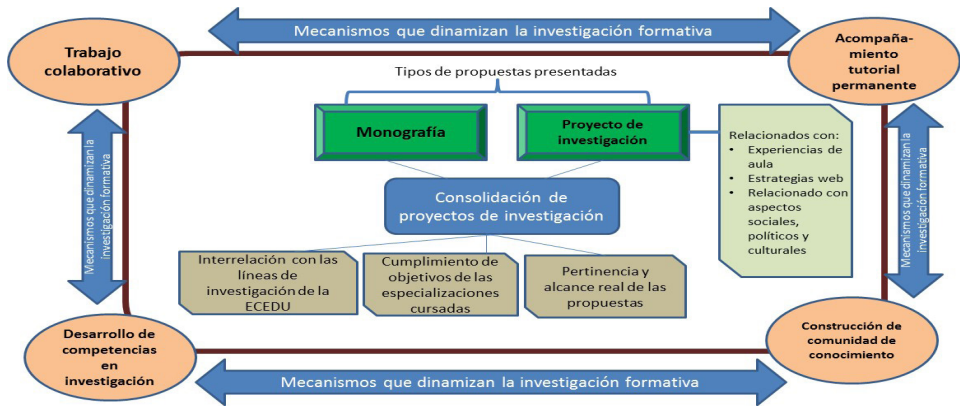 Mecanismos que dinamizan la investigación formativa
Trabajo
colaborativo
Acompaña-
miento
tutorial
permanente
Tipos de propuestas presentadas
Monografía
Proyecto de
investigación
Relacionados con:
• Experiencias de
aula
• Estrategias web
• Relacionado con
aspectos
sociales,
políticos y
culturales
Mecanismos que dinamizan la
investigación formativa
Mecanismos que dinamizan la
investigación formativa
Consolidación de
proyectos de investigación
Interrelación con las
líneas de
investigación de la
ECEDU
Cumplimiento de
objetivos de las
especializaciones
cursadas
Pertinencia y
alcance real de las
propuestas
Desarrollo de
competencias
en
investigación
Construcción de
comunidad de
conocimiento
Mecanismos que dinamizan la investigación formativa